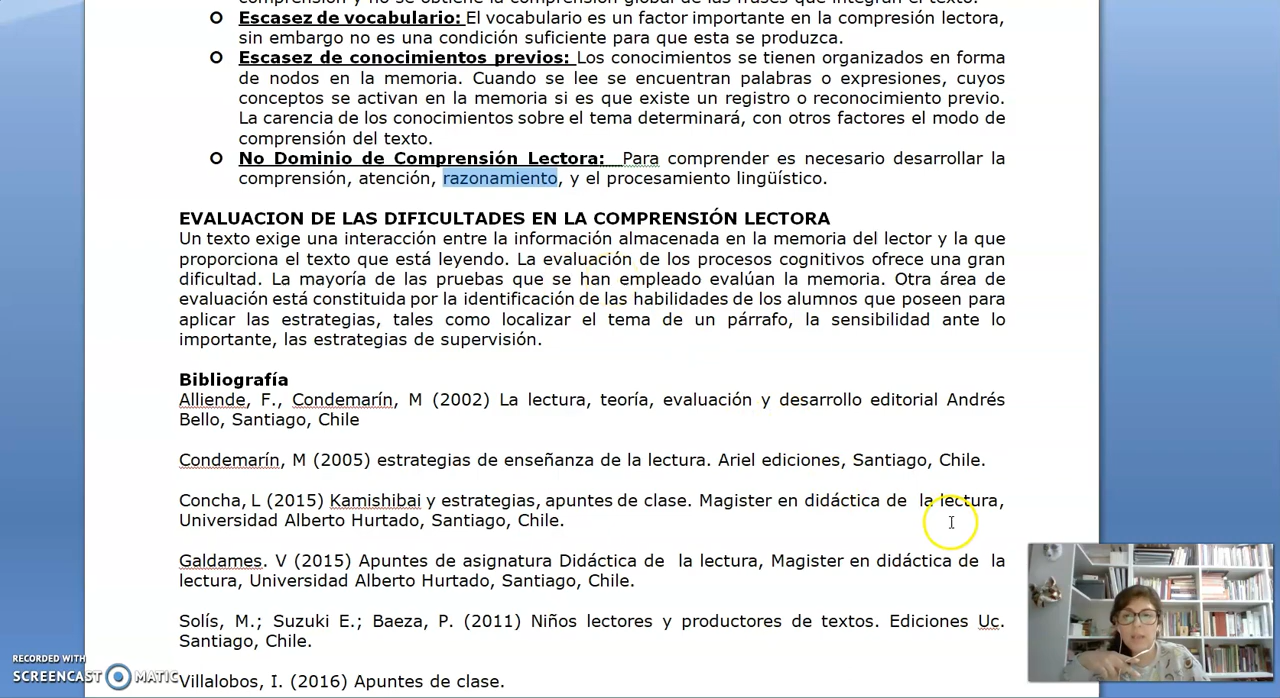 comprensión y no se obtiene la comprensión global de las frases que integran el texto.
Escasez de vocabulario: El vocabulario es un factor importante en la compresión lectora,
sin embargo no es una condición suficiente para que esta se produzca.
Escasez de conocimientos previos: Los conocimientos se tienen organizados en forma
de nodos en la memoria. Cuando se lee se encuentran palabras o expresiones, cuyos
conceptos se activan en la memoria si es que existe un registro o reconocimiento previo.
La carencia de los conocimientos sobre el tema determinará, con otros factores el modo de
comprensión del texto.
No Dominio de Comprensión Lectora: Para comprender es necesario desarrollar la
comprensión, atención, razonamiento, y el procesamiento lingüístico.
EVALUACION DE LAS DIFICULTADES EN LA COMPRENSIÓN LECTORA
Un texto exige una interacción entre la información almacenada en la memoria del lector y la que
proporciona el texto que está leyendo. La evaluación de los procesos cognitivos ofrece una gran
dificultad. La mayoría de las pruebas que se han empleado evalúan la memoria. Otra área de
evaluación está constituida por la identificación de las habilidades de los alumnos que poseen para
aplicar las estrategias, tales como localizar el tema de un párrafo, la sensibilidad ante lo
importante, las estrategias de supervisión.
Bibliografía
Alliende, F., Condemarín, M (2002) La lectura, teoría, evaluación y desarrollo editorial Andrés
Bello, Santiago, Chile
Condemarín, M (2005) estrategias de enseñanza de la lectura. Ariel ediciones, Santiago, Chile.
Concha, L (2015) Kamishibai y estrategias, apuntes de clase. Magister en didáctica de la lectura,
Universidad Alberto Hurtado, Santiago, Chile.
Galdames. V (2015) Apuntes de asignatura Didáctica de la lectura, Magister en didáctica de la
lectura, Universidad Alberto Hurtado, Santiago, Chile.
Solís, M.; Suzuki E.; Baeza, P. (2011) Niños lectores y productores de textos. Ediciones Uc.
Santiago, Chile.
Villalobos, I. (2016) Apuntes de clase.
RECORDED WITH
SCREENCAST MATIC